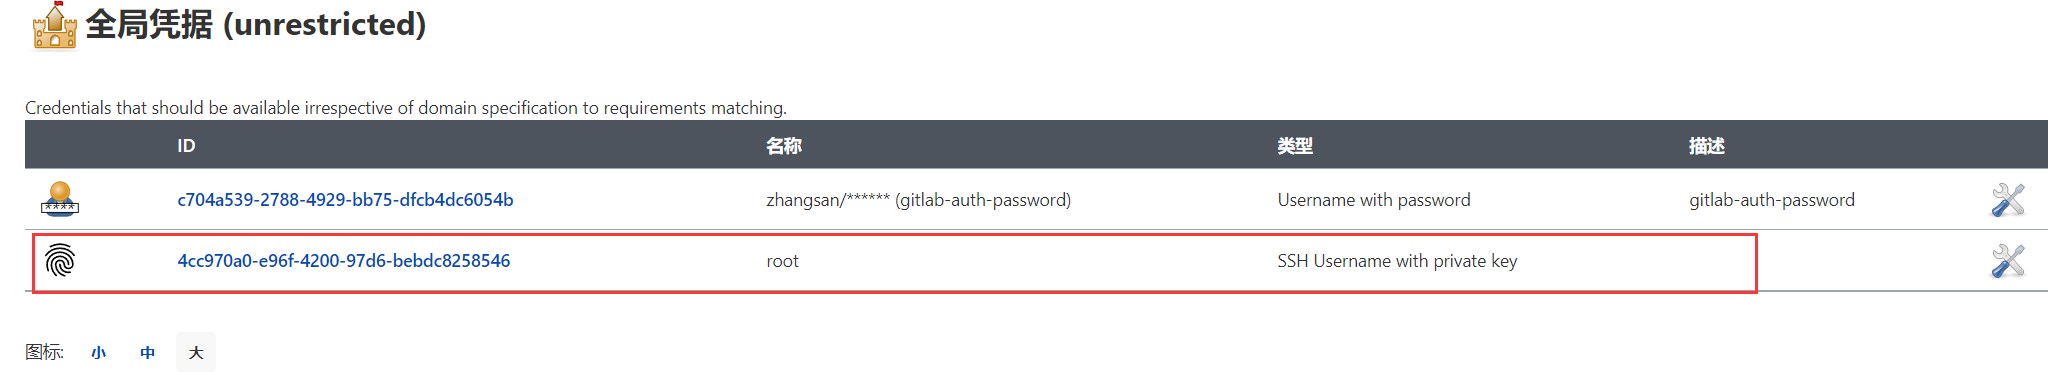 全局凭据 (unrestricted)
Credentials that should be available irrespective of domain specification to requirements matching.
ID 名称 类型 描述
c704a539-2788-4929-bb75-dfcb4dc6054b zhangsan/****** (gitlab-auth-password) Username with password gitlab-auth-password
4cc970a0-e96f-4200-97d6-bebdc8258546 root SSH Username with private key
图标: 小 中 大